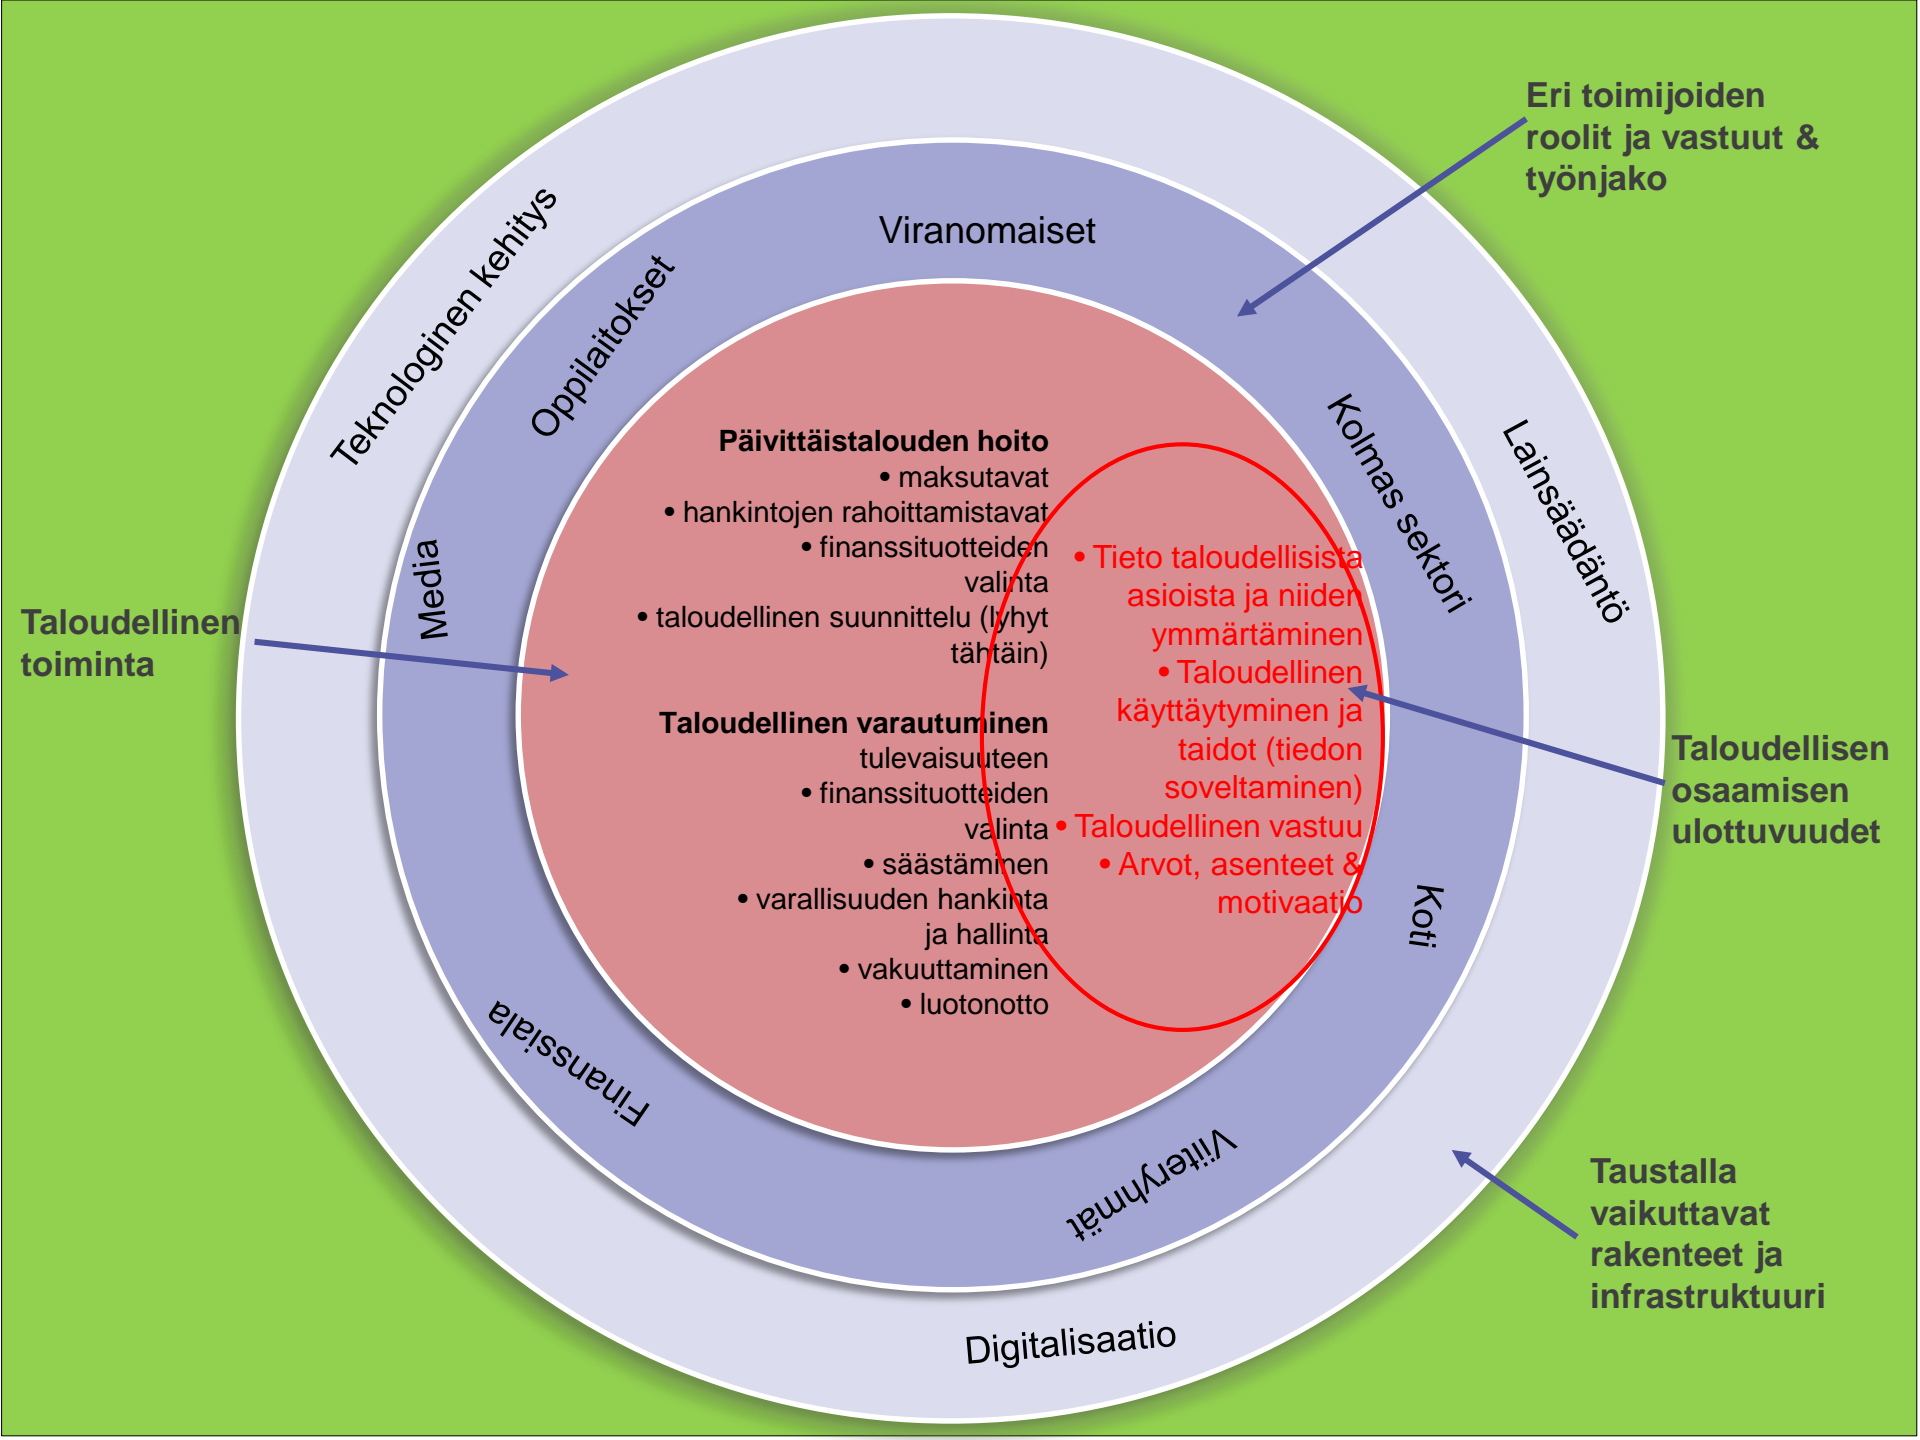 Eri toimijoiden
roolit ja vastuut &
työnjako
Teknologinen kehitys
Viranomaiset
Oppilaitokset
Kolmas sektori
Lainsäädäntö
Media
Taloudellinen
toiminta
Päivittäistalouden hoito
• maksutavat
• hankintojen rahoittamistavat
• finanssituotteiden
valinta
• taloudellinen suunnittelu (lyhyt
tähtäin)
Taloudellinen varautuminen
tulevaisuuteen
• finanssituotteiden
valinta
• säästäminen
• varallisuuden hankinta
ja hallinta
• vakuuttaminen
• luotonotto
• Tieto taloudellisista
asioista ja niiden
ymmärtäminen
• Taloudellinen
käyttäytyminen ja
taidot (tiedon
soveltaminen)
• Taloudellinen vastuu
• Arvot, asenteet &
motivaatio
Taloudellisen
osaamisen
ulottuvuudet
Koti
Finanssiala
Viiteryhmät
Taustalla
vaikuttavat
rakenteet ja
infrastruktuuri
Digitalisaatio